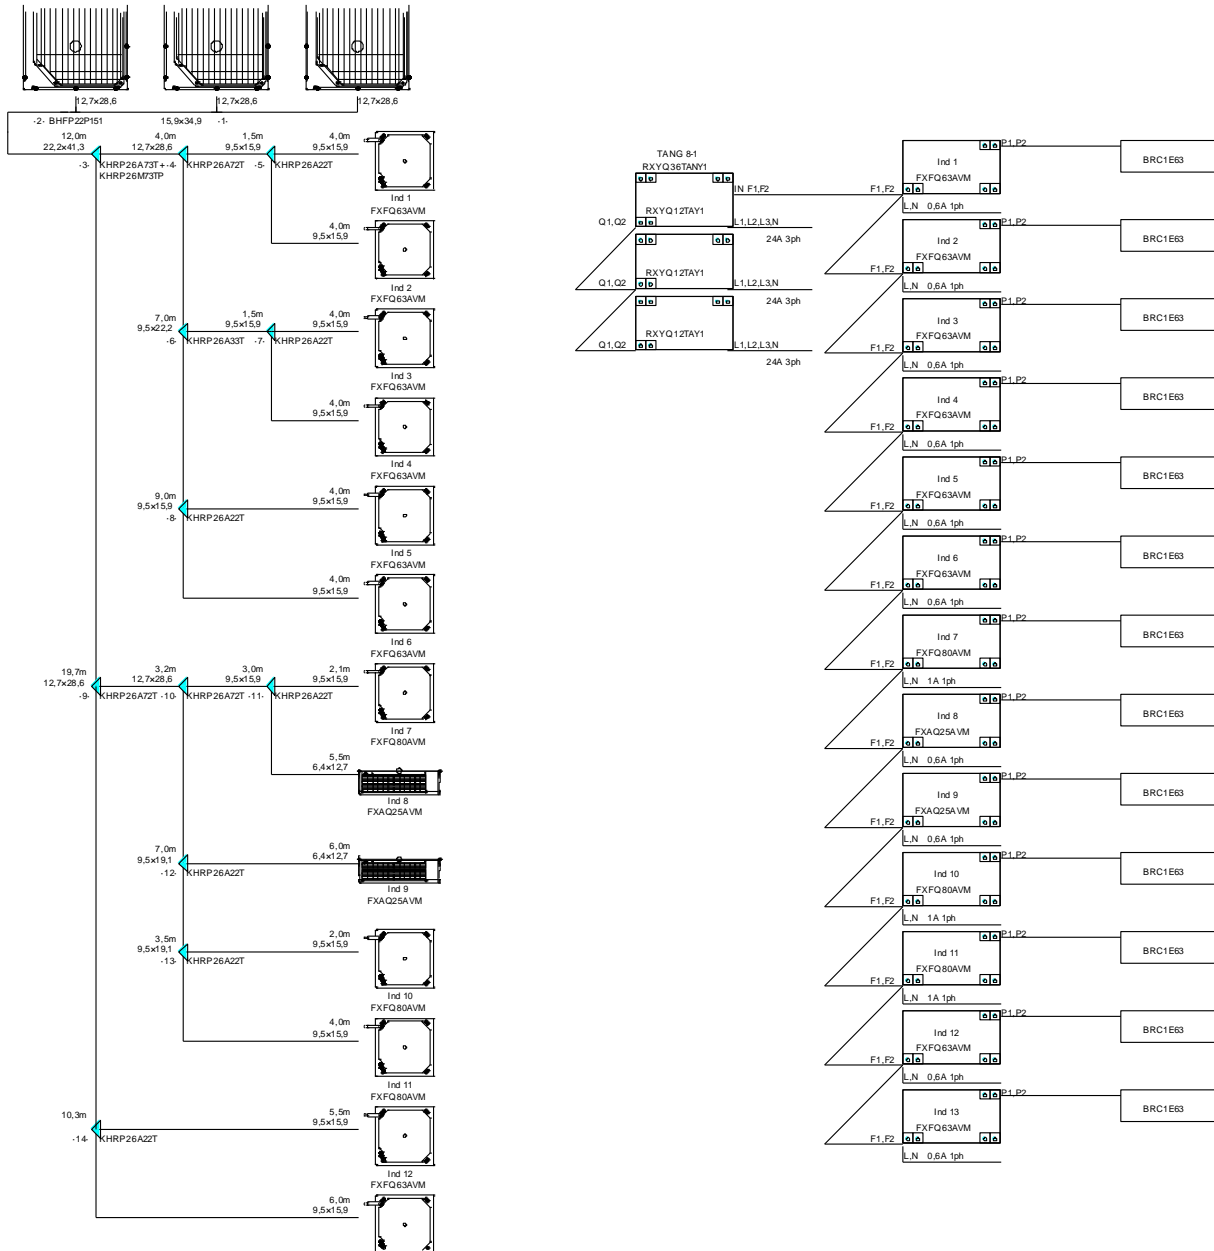 12,7x28,6 12,7x28,6 12,7x28,6
-2- BHFP22P151 15,9x34,9 -1-
12,0m 4,0m 1,5m 4,0m
22,2x41,3 12,7x28,6 9,5x15,9 9,5x15,9
-3- KHRP26A73T+ -4- KHRP26A72T -5- KHRP26A22T
KHRP26M73TP
Ind 1
FXFQ63AVM
4,0m
9,5x15,9
Ind 2
FXFQ63AVM
7,0m 1,5m 4,0m
9,5x22,2 9,5x15,9 9,5x15,9
-6- KHRP26A33T -7- KHRP26A22T
Ind 3
FXFQ63AVM
4,0m
9,5x15,9
Ind 4
FXFQ63AVM
9,0m 4,0m
9,5x15,9 9,5x15,9
-8- KHRP26A22T
Ind 5
FXFQ63AVM
4,0m
9,5x15,9
Ind 6
FXFQ63AVM
19,7m 3,2m 3,0m 2,1m
12,7x28,6 12,7x28,6 9,5x15,9 9,5x15,9
-9- KHRP26A72T -10- KHRP26A72T -11- KHRP26A22T
Ind 7
FXFQ80AVM
5,5m
6,4x12,7
Ind 8
FXAQ25AVM
7,0m 6,0m
9,5x19,1 6,4x12,7
-12- KHRP26A22T
Ind 9
FXAQ25AVM
3,5m 2,0m
9,5x19,1 9,5x15,9
-13- KHRP26A22T
Ind 10
FXFQ80AVM
4,0m
9,5x15,9
Ind 11
FXFQ80AVM
10,3m 5,5m
9,5x15,9
-14- KHRP26A22T
Ind 12
FXFQ63AVM
6,0m
9,5x15,9
TANG 8-1
RXYQ36TANY1
IN F1,F2
RXYQ12TAY1
Q1,Q2 L1,L2,L3,N
24A 3ph
RXYQ12TAY1
Q1,Q2 L1,L2,L3,N
24A 3ph
RXYQ12TAY1
Q1,Q2 L1,L2,L3,N
24A 3ph
P1,P2
Ind 1 BRC1E63
FXFQ63AVM
F1,F2
L,N 0,6A 1ph
P1,P2
Ind 2 BRC1E63
FXFQ63AVM
F1,F2
L,N 0,6A 1ph
P1,P2
Ind 3 BRC1E63
FXFQ63AVM
F1,F2
L,N 0,6A 1ph
P1,P2
Ind 4 BRC1E63
FXFQ63AVM
F1,F2
L,N 0,6A 1ph
P1,P2
Ind 5 BRC1E63
FXFQ63AVM
F1,F2
L,N 0,6A 1ph
P1,P2
Ind 6 BRC1E63
FXFQ63AVM
F1,F2
L,N 0,6A 1ph
P1,P2
Ind 7 BRC1E63
FXFQ80AVM
F1,F2
L,N 1A 1ph
P1,P2
Ind 8 BRC1E63
FXAQ25AVM
F1,F2
L,N 0,6A 1ph
P1,P2
Ind 9 BRC1E63
FXAQ25AVM
F1,F2
L,N 0,6A 1ph
P1,P2
Ind 10 BRC1E63
FXFQ80AVM
F1,F2
L,N 1A 1ph
P1,P2
Ind 11 BRC1E63
FXFQ80AVM
F1,F2
L,N 1A 1ph
P1,P2
Ind 12 BRC1E63
FXFQ63AVM
F1,F2
L,N 0,6A 1ph
P1,P2
Ind 13 BRC1E63
FXFQ63AVM
F1,F2
L,N 0,6A 1ph